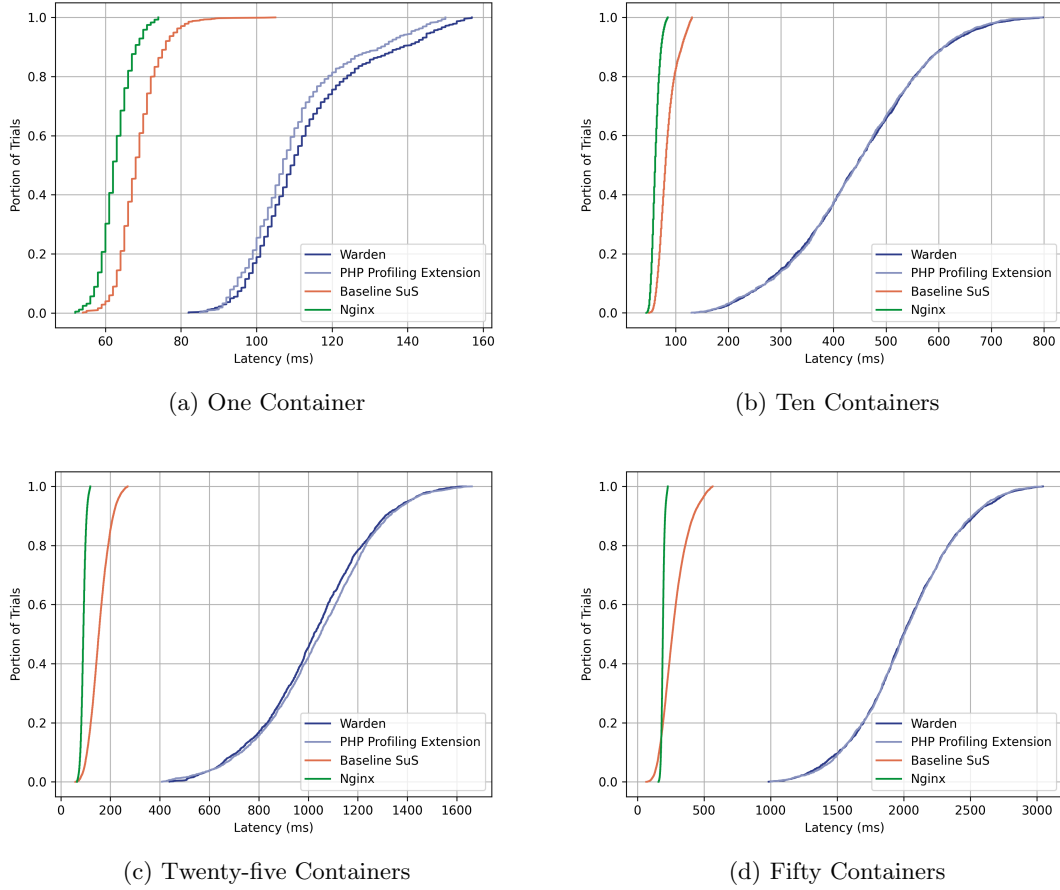 1.0
0.8
0.6
0.4
0.2
0.0
Portion of Trials
60 80 100 120 140 160
Latency (ms)
Warden
PHP Profiling Extension
Baseline SuS
Nginx
(a) One Container
1.0
0.8
0.6
0.4
0.2
0.0
Portion of Trials
100 200 300 400 500 600 700 800
Latency (ms)
Warden
PHP Profiling Extension
Baseline SuS
Nginx
(b) Ten Containers
1.0
0.8
0.6
0.4
0.2
0.0
Portion of Trials
0 200 400 600 800 1000 1200 1400 1600
Latency (ms)
Warden
PHP Profiling Extension
Baseline SuS
Nginx
(c) Twenty-five Containers
1.0
0.8
0.6
0.4
0.2
0.0
Portion of Trials
0 500 1000 1500 2000 2500 3000
Latency (ms)
Warden
PHP Profiling Extension
Baseline SuS
Nginx
(d) Fifty Containers